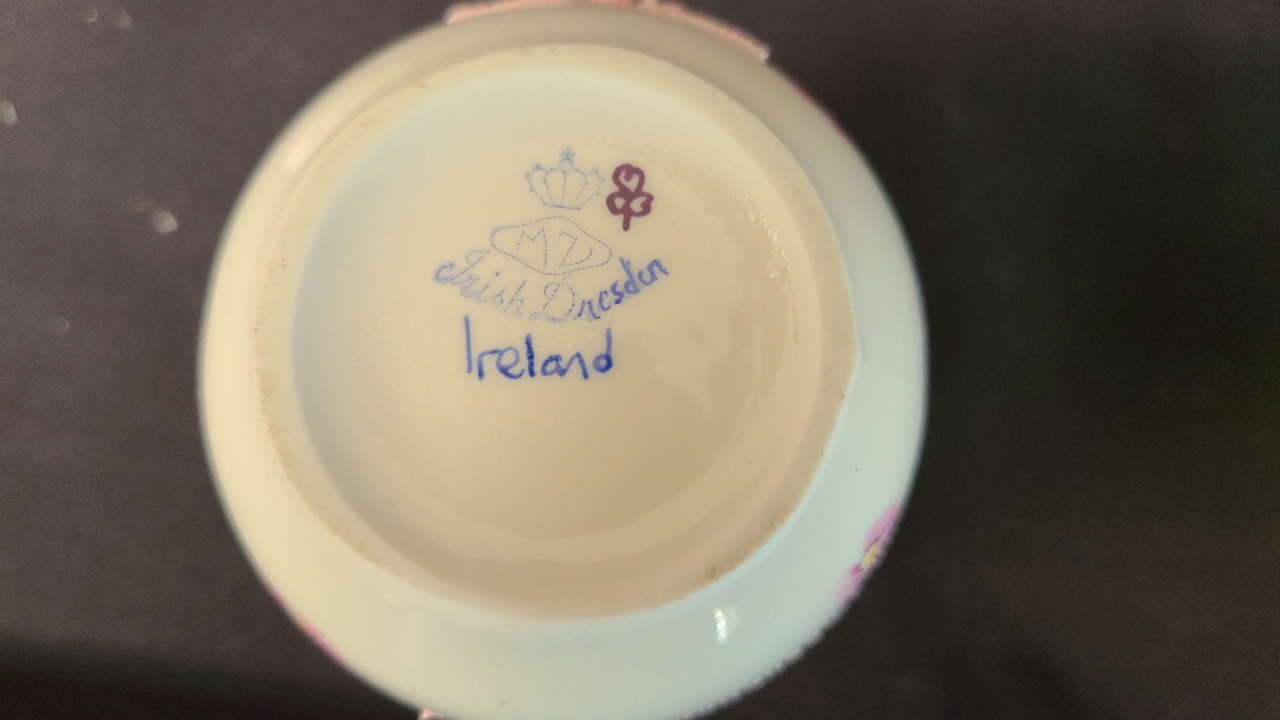 MZ
Irish Dresden
Ireland